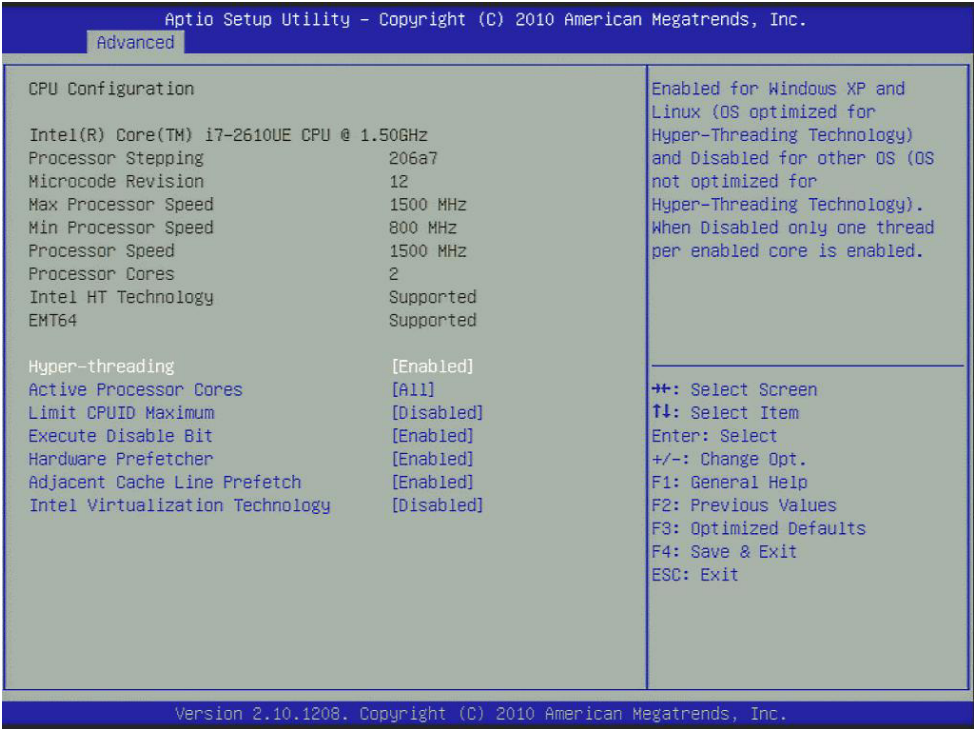 Aptio Setup Utility – Copyright (C) 2010 American Megatrends, Inc.
Advanced
CPU Configuration
Intel(R) Core(TM) i7-2610UE CPU @ 1.50GHz
Processor Stepping 206a7
Microcode Revision 12
Max Processor Speed 1500 MHz
Min Processor Speed 800 MHz
Processor Speed 1500 MHz
Processor Cores 2
Intel HT Technology Supported
EMT64 Supported
Hyper-threading [Enabled]
Active Processor Cores [All]
Limit CPUID Maximum [Disabled]
Execute Disable Bit [Enabled]
Hardware Prefetcher [Enabled]
Adjacent Cache Line Prefetch [Enabled]
Intel Virtualization Technology [Disabled]
Enabled for Windows XP and
Linux (OS optimized for
Hyper-Threading Technology)
and Disabled for other OS (OS
not optimized for
Hyper-Threading Technology).
When Disabled only one thread
per enabled core is enabled.
→←: Select Screen
↑↓: Select Item
Enter: Select
+/-: Change Opt.
F1: General Help
F2: Previous Values
F3: Optimized Defaults
F4: Save & Exit
ESC: Exit
Version 2.10.1208. Copyright (C) 2010 American Megatrends, Inc.